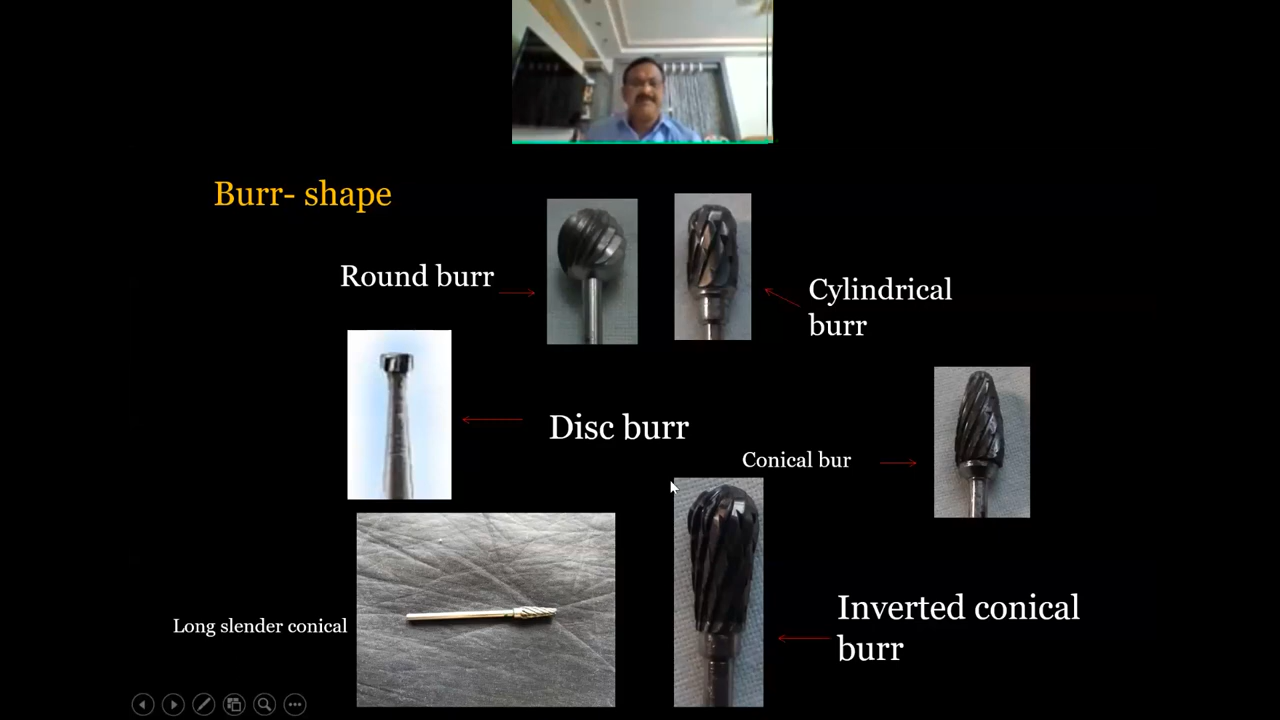 Burr- shape
Round burr
Cylindrical
burr
Disc burr
Conical bur
Long slender conical
Inverted conical
burr